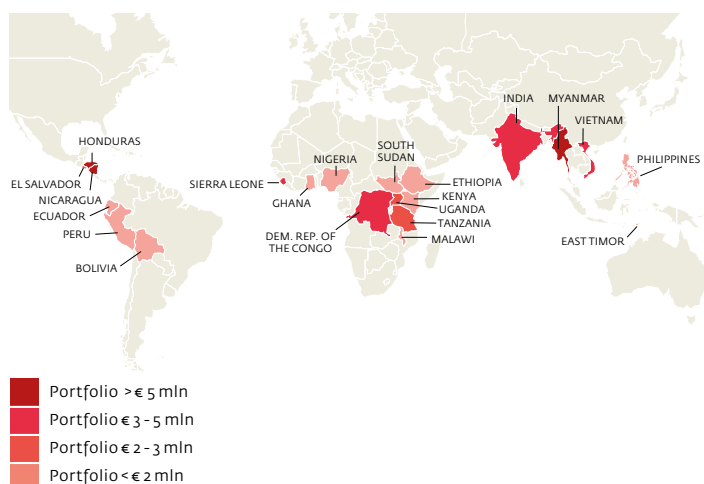 INDIA
MYANMAR
VIETNAM
HONDURAS
SOUTH
SUDAN
NIGERIA
PHILIPPINES
EL SALVADOR
SIERRA LEONE
ETHIOPIA
NICARAGUA
GHANA
KENYA
ECUADOR
UGANDA
TANZANIA
PERU
DEM. REP. OF
THE CONGO
MALAWI
EAST TIMOR
BOLIVIA
Portfolio >€ 5 mln
Portfolio € 3 - 5 mln
Portfolio € 2 - 3 mln
Portfolio <€ 2 mln